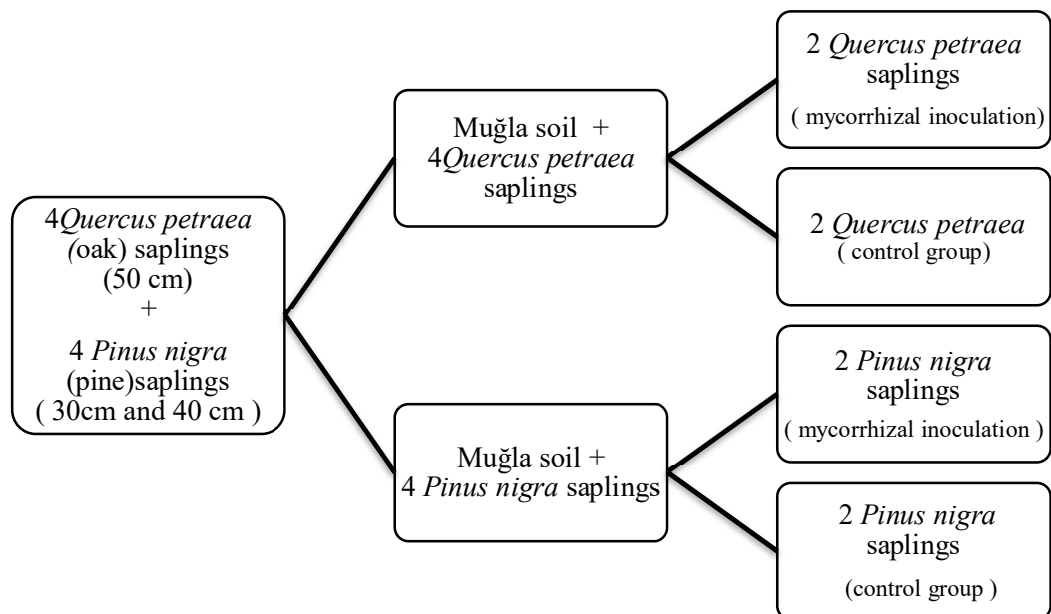 4Quercus petraea
(oak) saplings
(50 cm)
+
4 Pinus nigra
(pine)saplings
( 30cm and 40 cm )
Muğla soil +
4Quercus petraea
saplings
Muğla soil +
4 Pinus nigra saplings
2 Quercus petraea
saplings
( mycorrhizal inoculation)
2 Quercus petraea
( control group)
2 Pinus nigra
saplings
( mycorrhizal inoculation )
2 Pinus nigra
saplings
(control group )